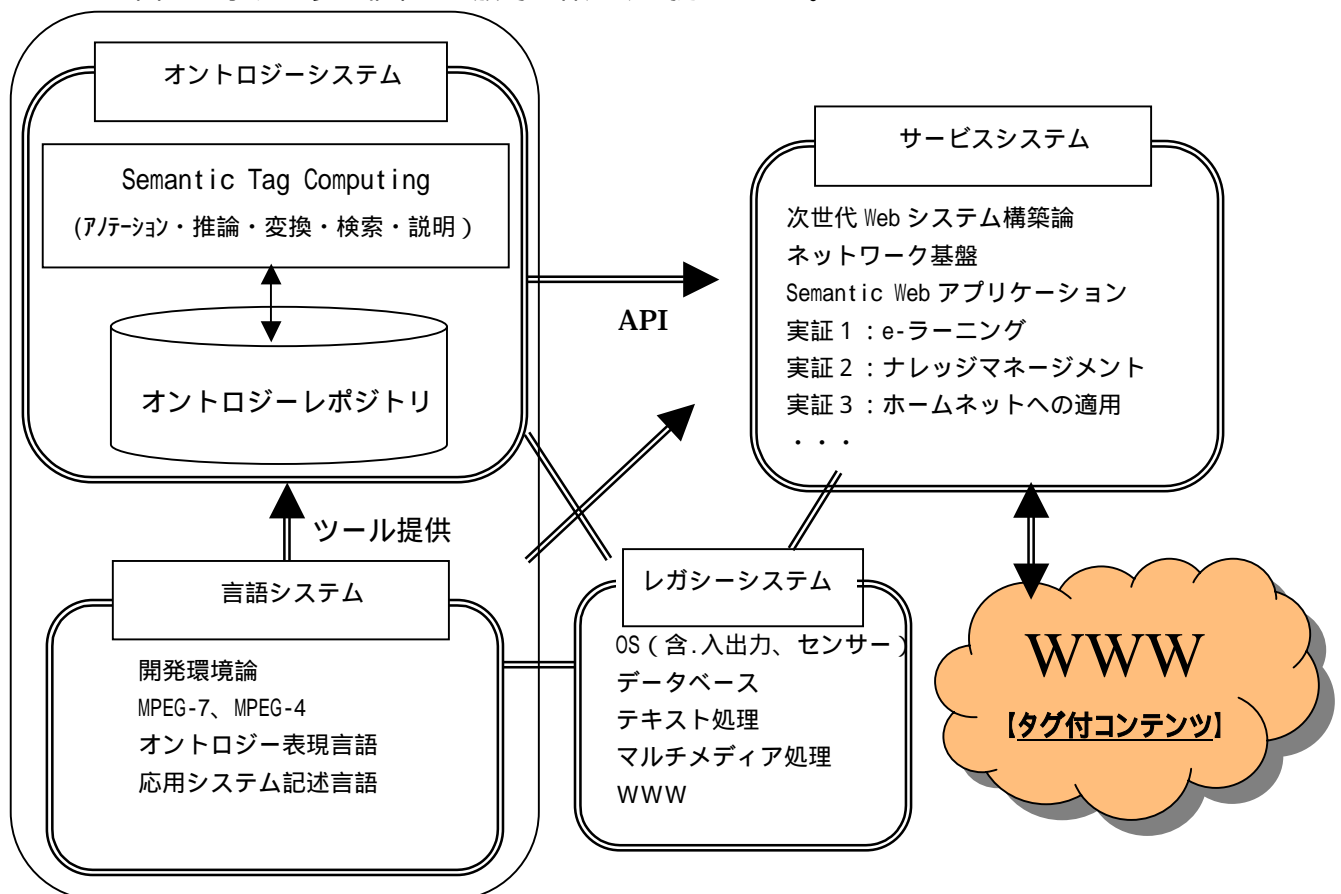 オントロジーシステム
Semantic Tag Computing
(ｱﾉﾃｰｼｮﾝ・推論・変換・検索・説明）
オントロジーレポジトリ
ツール提供
言語システム
開発環境論
MPEG-7、MPEG-4
オントロジー表現言語
応用システム記述言語
API
サービスシステム
次世代 Web システム構築論
ネットワーク基盤
Semantic Web アプリケーション
実証１：e-ラーニング
実証２：ナレッジマネージメント
実証３：ホームネットへの適用
・・・
レガシーシステム
OS（含.入出力、センサー）
データベース
テキスト処理
マルチメディア処理
ＷＷＷ
WWW
【タグ付コンテンツ】